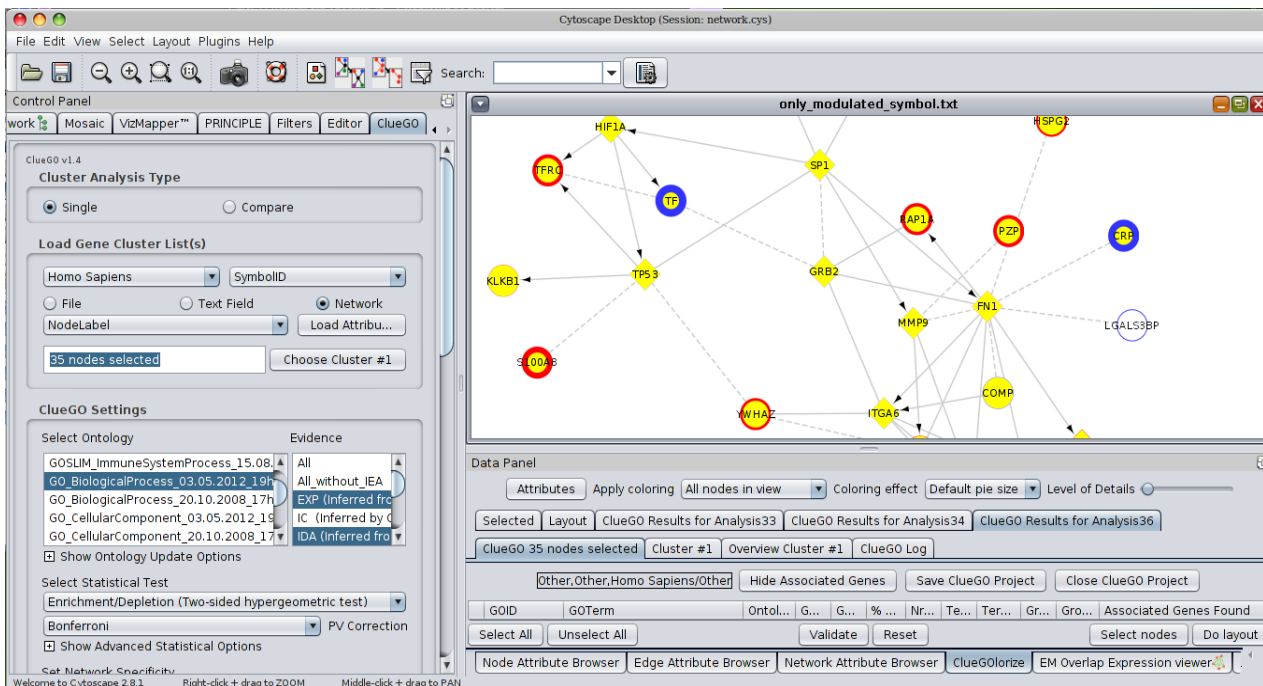 Cytoscape Desktop (Session: network.cys)
File Edit View Select Layout Plugins Help
Search:
Control Panel
work Mosaic VizMapper™ PRINCIPLE Filters Editor ClueGO
ClueGO v1.4
Cluster Analysis Type
Single Compare
Load Gene Cluster List(s)
Homo Sapiens SymbolID
File Text Field Network
NodeLabel Load Attribu...
35 nodes selected Choose Cluster #1
ClueGO Settings
Select Ontology Evidence
GOSLIM_ImmuneSystemProcess_15.08. All
GO_BiologicalProcess_03.05.2012_19h All_without_IEA
GO_BiologicalProcess_20.10.2008_17h EXP (Inferred fro
GO_CellularComponent_03.05.2012_19 IC (Inferred by
GO_CellularComponent_20.10.2008_17 IDA (Inferred fro
Show Ontology Update Options
Select Statistical Test
Enrichment/Depletion (Two-sided hypergeometric test)
Bonferroni PV Correction
Show Advanced Statistical Options
Set Network Specificity
Welcome to Cytoscape 2.8.1 Right-click + drag to ZOOM Middle-click + drag to PAN
only_modulated_symbol.txt
HIF1A HSPG2
TFRC SP1
TF RAP1A PZP CRP
KLKB1 TP53 GRB2
FN1
MMP9 LGALS3BP
S100A8
COMP
YWHAZ ITGA6
Data Panel
Attributes Apply coloring All nodes in view Coloring effect Default pie size Level of Details
Selected Layout ClueGO Results for Analysis33 ClueGO Results for Analysis34 ClueGO Results for Analysis36
ClueGO 35 nodes selected Cluster #1 Overview Cluster #1 ClueGO Log
Other,Other,Homo Sapiens/Other Hide Associated Genes Save ClueGO Project Close ClueGO Project
GOID GOTerm Ontol... G... G... % ... Nr... Te... Ter... Gr... Gro... Associated Genes Found
Select All Unselect All Validate Reset Select nodes Do layout
Node Attribute Browser Edge Attribute Browser Network Attribute Browser ClueGOlorize EM Overlap Expression viewer